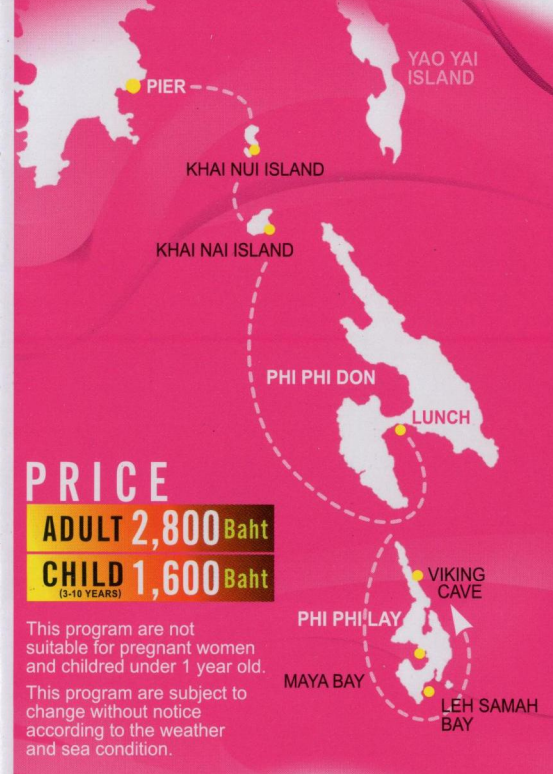 YAO YAI
ISLAND
PIER
KHAI NUI ISLAND
KHAI NAI ISLAND
PHI PHI DON
LUNCH
PRICE
ADULT 2,800 Baht
CHILD 1,600 Baht
(3-10 YEARS)
VIKING
CAVE
PHI PHI LAY
MAYA BAY
LEH SAMAH
BAY
This program are not
suitable for pregnant women
and childred under 1 year old.
This program are subject to
change without notice
according to the weather
and sea condition.